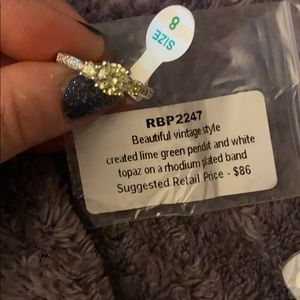 SIZE
8
RBP2247
Beautiful vintage style
created lime green peridot and white
topaz on a rhodium plated band
Suggested Retail Price - $86